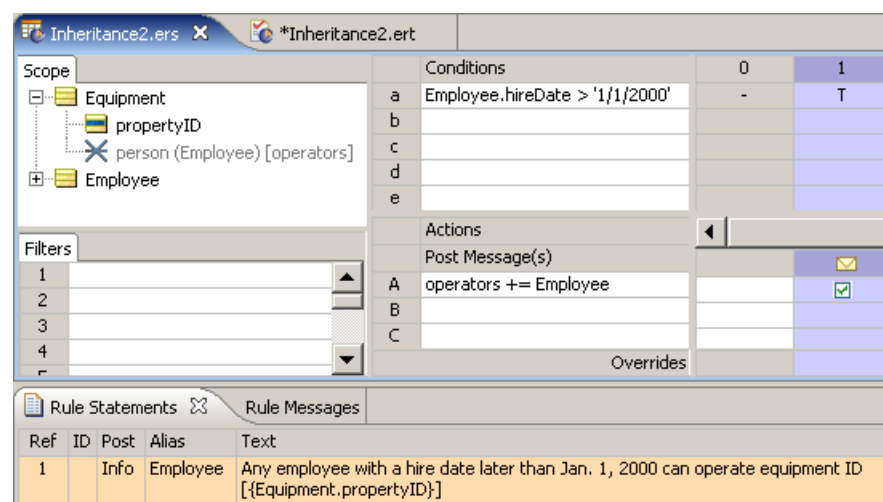 Inheritance2.ers
*Inheritance2.ert
Scope
Equipment
propertyID
person (Employee) [operators]
Employee
Filters
1
2
3
4
Conditions
0
1
a
Employee.hireDate > '1/1/2000'
-
T
b
c
d
e
Actions
Post Message(s)
A
operators += Employee
B
C
Overrides
Rule Statements
Rule Messages
Ref ID Post Alias Text
1 Info Employee Any employee with a hire date later than Jan. 1, 2000 can operate equipment ID
[{Equipment.propertyID}]